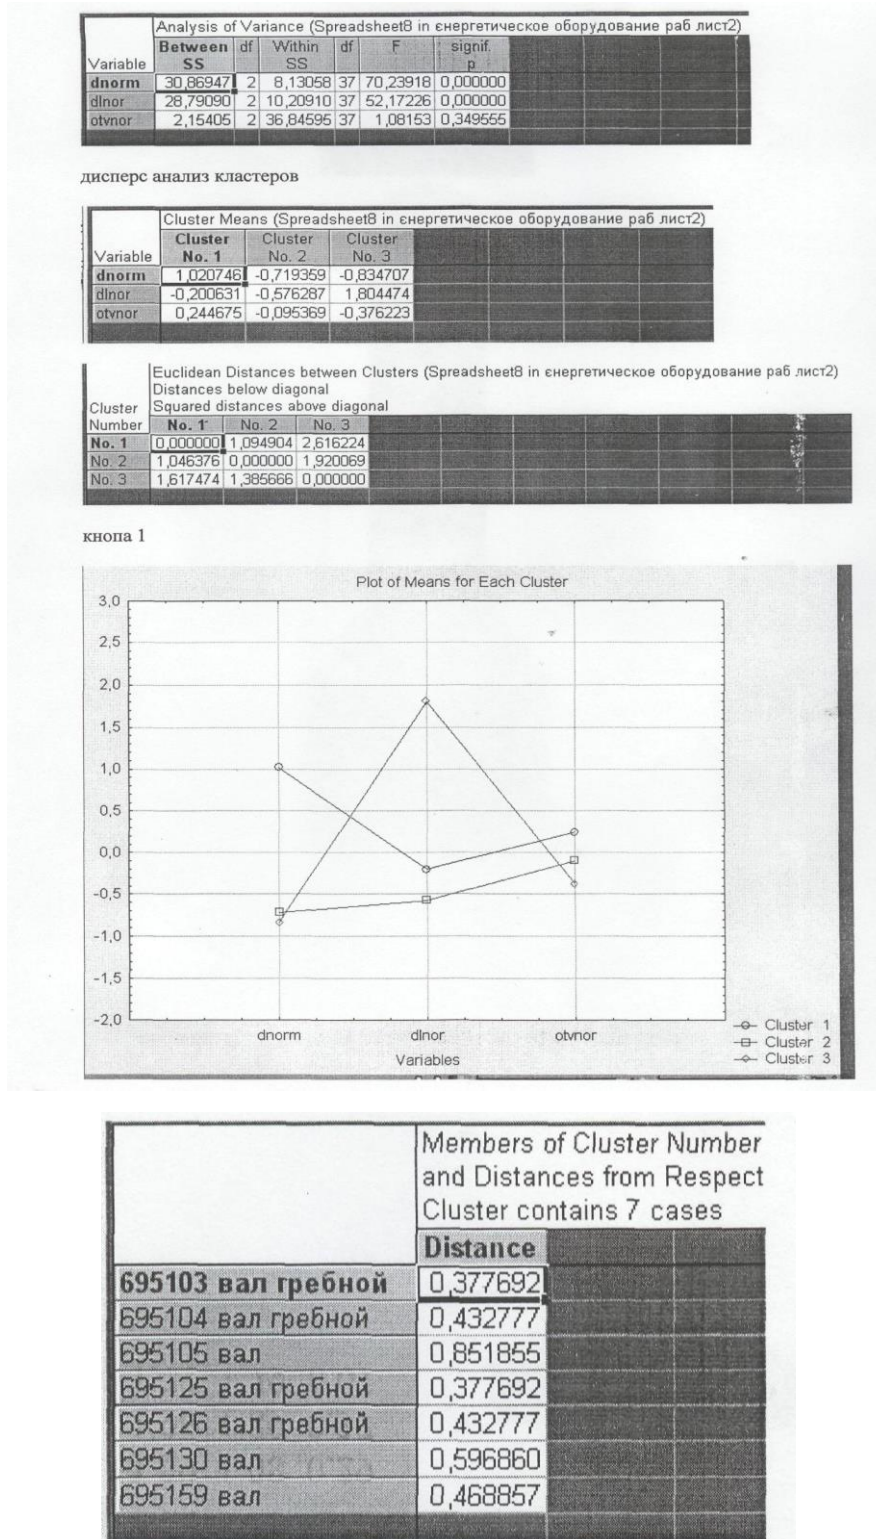 Analysis of Variance (Spreadsheet8 in єнергетическое оборудование раб лист2)
Variable Between SS df Within SS df F signif. p
dnorm 30,86947 2 8,13058 37 70,23918 0,000000
dlnor 28,79090 2 10,20910 37 52,17226 0,000000
otvnor 2,15405 2 36,84595 37 1,08153 0,349555
дисперс анализ кластеров
Cluster Means (Spreadsheet8 in єнергетическое оборудование раб лист2)
Variable Cluster No. 1 Cluster No. 2 Cluster No. 3
dnorm 1,020746 -0,719359 -0,834707
dlnor -0,200631 -0,576287 1,804474
otvnor 0,244675 -0,095369 -0,376223
Euclidean Distances between Clusters (Spreadsheet8 in єнергетическое оборудование раб лист2)
Distances below diagonal
Squared distances above diagonal
Cluster Number No. 1 No. 2 No. 3
No. 1 0,000000 1,094904 2,616224
No. 2 1,046376 0,000000 1,920069
No. 3 1,617474 1,385666 0,000000
кнопа 1
Plot of Means for Each Cluster
3,0
2,5
2,0
1,5
1,0
0,5
0,0
-0,5
-1,0
-1,5
-2,0
dnorm dlnor otvnor
Variables
Cluster 1
Cluster 2
Cluster 3
Members of Cluster Number
and Distances from Respect
Cluster contains 7 cases
Distance
695103 вал гребной 0,377692
695104 вал гребной 0,432777
695105 вал 0,851855
695125 вал гребной 0,377692
695126 вал гребной 0,432777
695130 вал 0,596860
695159 вал 0,468857